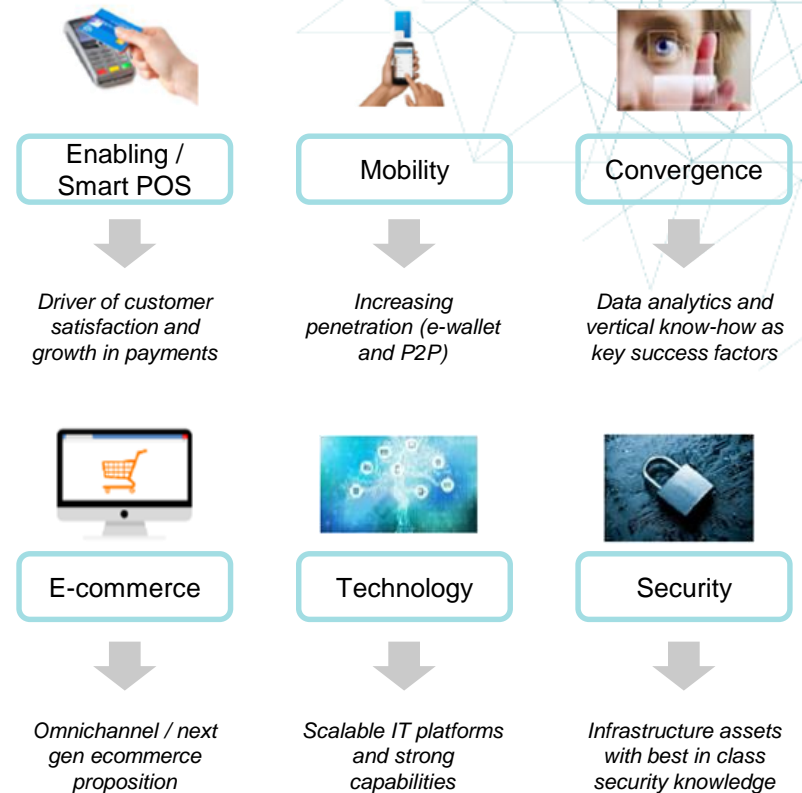 Enabling /
Smart POS
Mobility
Convergence
Driver of customer
satisfaction and
growth in payments
Increasing
penetration (e-wallet
and P2P)
Data analytics and
vertical know-how as
key success factors
E-commerce
Technology
Security
Omnichannel / next
gen ecommerce
proposition
Scalable IT platforms
and strong
capabilities
Infrastructure assets
with best in class
security knowledge